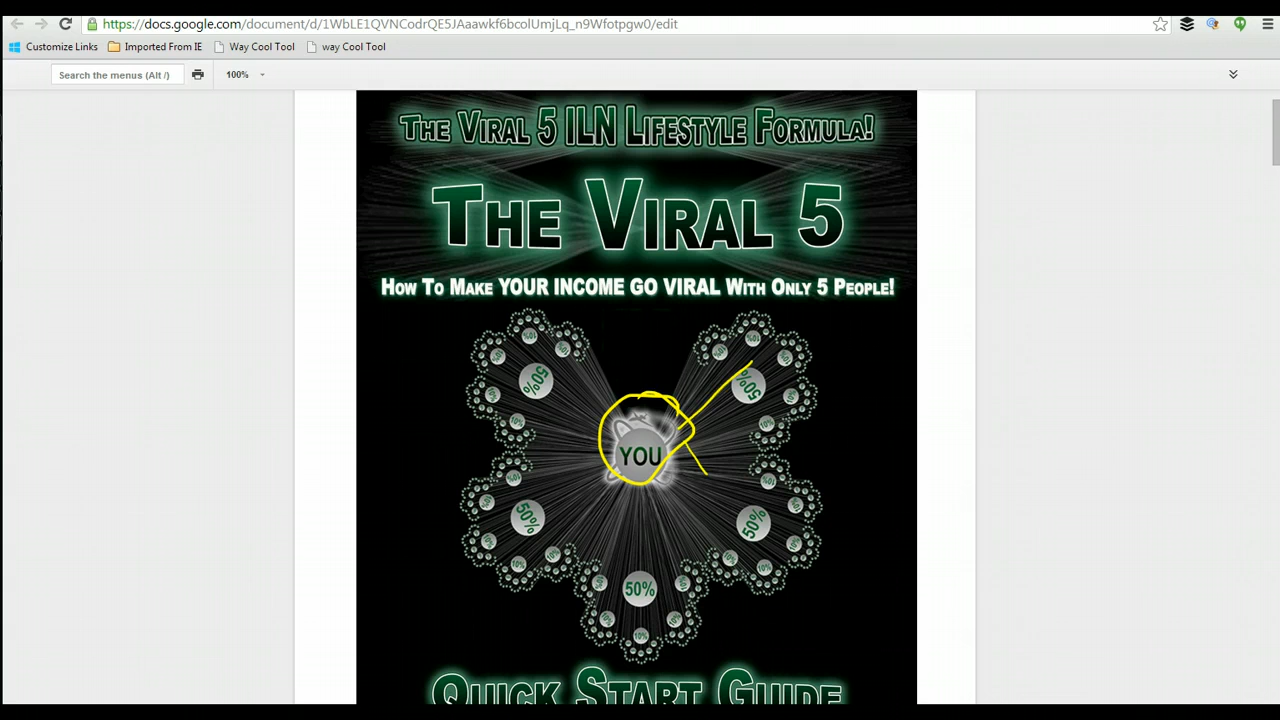 https://docs.google.com/document/d/1WbLE1QVNCodrQE5JAaawkf6bcolUmjLq_n9Wfotpgw0/edit
Customize Links Imported From IE Way Cool Tool way Cool Tool
Search the menus (Alt /) 100%
THE VIRAL 5 ILN LIFESTYLE FORMULA!
THE VIRAL 5
HOW TO MAKE YOUR INCOME GO VIRAL WITH ONLY 5 PEOPLE!
50% 50%
YOU
50% 50%
50%
10%
QUICK START GUIDE